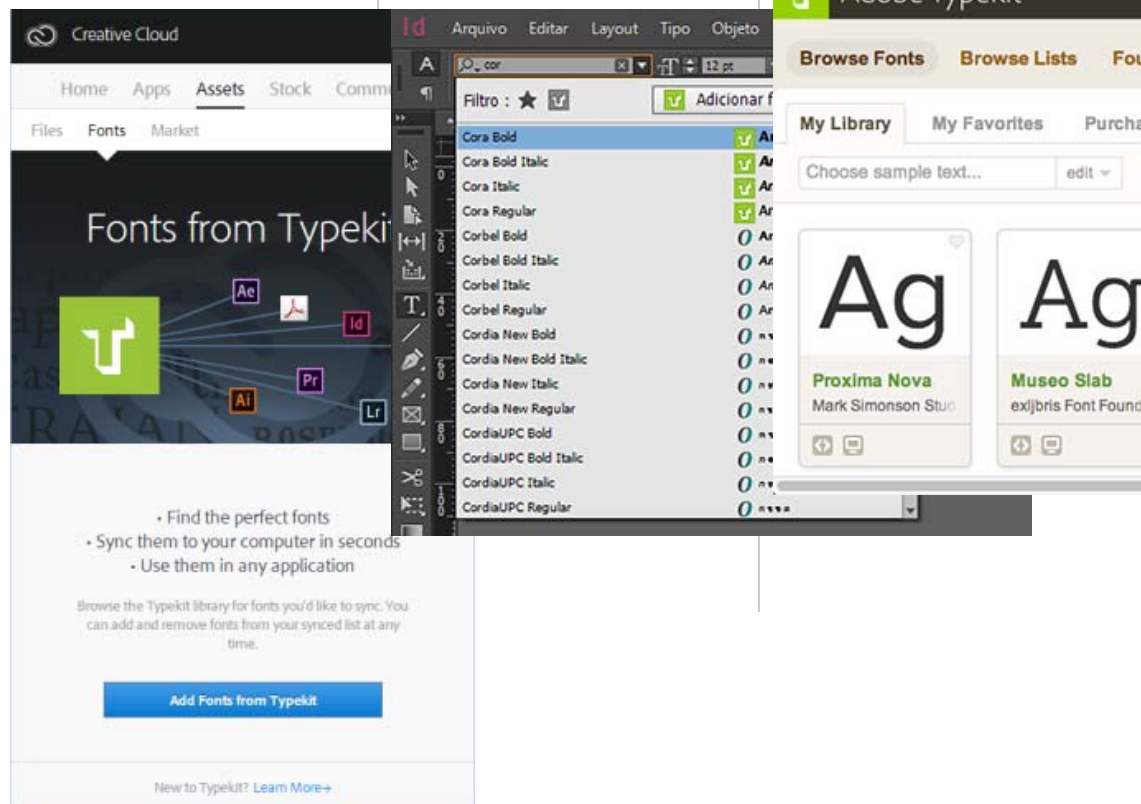 Creative Cloud
Home Apps Assets Stock
Files Fonts Market
Fonts from
Ae
Id
Pr
Ai
Lr
• Find the perfect fonts
• Sync them to your computer in seconds
• Use them in any application
Browse the Typekit library for fonts you'd like to sync. You
can add and remove fonts from your synced list at any
time.
Add Fonts from Typekit
New to Typekit? Learn More→
Id Arquivo Editar Layout Tipo Objeto
A cor 12 pt
Filtro : Adicionar
Cora Bold
Cora Bold Italic
Cora Italic
Cora Regular
Corbel Bold
Corbel Bold Italic
Corbel Italic
Corbel Regular
Cordia New Bold
Cordia New Bold Italic
Cordia New Italic
Cordia New Regular
CordiaUPC Bold
CordiaUPC Bold Italic
CordiaUPC Italic
CordiaUPC Regular
Adobe Typekit
Browse Fonts Browse Lists
My Library My Favorites
Choose sample text... edit
Ag Ag
Proxima Nova Museo Slab
Mark Simonson exljbris Font